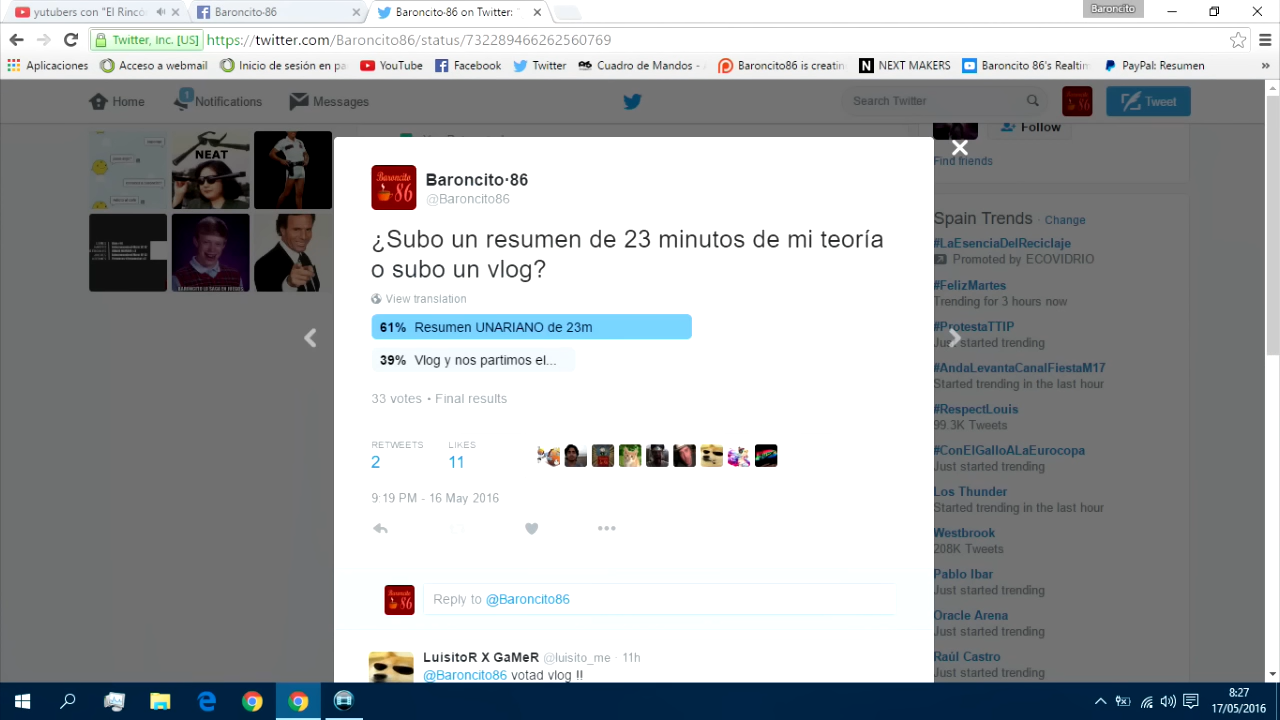 yutubers con "El Rincó
Baroncito·86
Baroncito·86 on Twitter: "
Baroncito
Twitter, Inc. [US]
https://twitter.com/Baroncito86/status/732289466262560769
Aplicaciones
Acceso a webmail
Inicio de sesión en pa
YouTube
Facebook
Twitter
Cuadro de Mandos -
Baroncito86 is creatin
NEXT MAKERS
Baroncito 86's Realtim
PayPal: Resumen
Home
1
Notifications
Messages
Search Twitter
Tweet
NEAT
Follow
Find friends
Baroncito
86
Baroncito·86
@Baroncito86
¿Subo un resumen de 23 minutos de mi teoría
o subo un vlog?
View translation
61% Resumen UNARIANO de 23m
39% Vlog y nos partimos el...
33 votes • Final results
RETWEETS
2
LIKES
11
9:19 PM - 16 May 2016
Reply to @Baroncito86
LuisitoR X GaMeR @luisito_me · 11h
@Baroncito86 votad vlog !!
Spain Trends · Change
#LaEsenciaDelReciclaje
Promoted by ECOVIDRIO
#FelizMartes
Trending for 3 hours now
#ProtestaTTIP
Just started trending
#AndaLevantaCanalFiestaM17
Started trending in the last hour
#RespectLouis
99.3K Tweets
#ConElGalloALaEurocopa
Just started trending
Los Thunder
Started trending in the last hour
Westbrook
208K Tweets
Pablo Ibar
Just started trending
Oracle Arena
Just started trending
Raúl Castro
Just started trending
8:27
17/05/2016